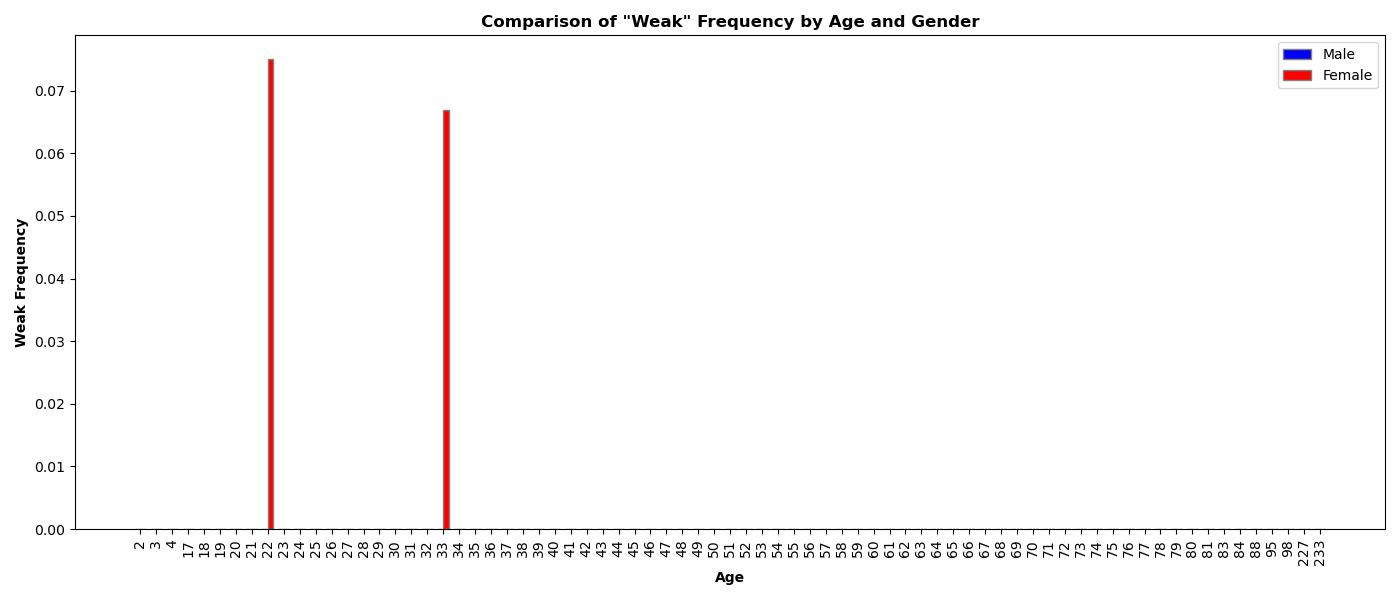 Comparison of "Weak" Frequency by Age and Gender
Male
Female
Weak Frequency
0.07
0.06
0.05
0.04
0.03
0.02
0.01
0.00
2 3 4 17 18 19 20 21 22 23 24 25 26 27 28 29 30 31 32 33 34 35 36 37 38 39 40 41 42 43 44 45 46 47 48 49 50 51 52 53 54 55 56 57 58 59 60 61 62 63 64 65 66 67 68 69 70 71 72 73 74 75 76 77 78 79 80 81 83 84 88 95 98 227 233
Age